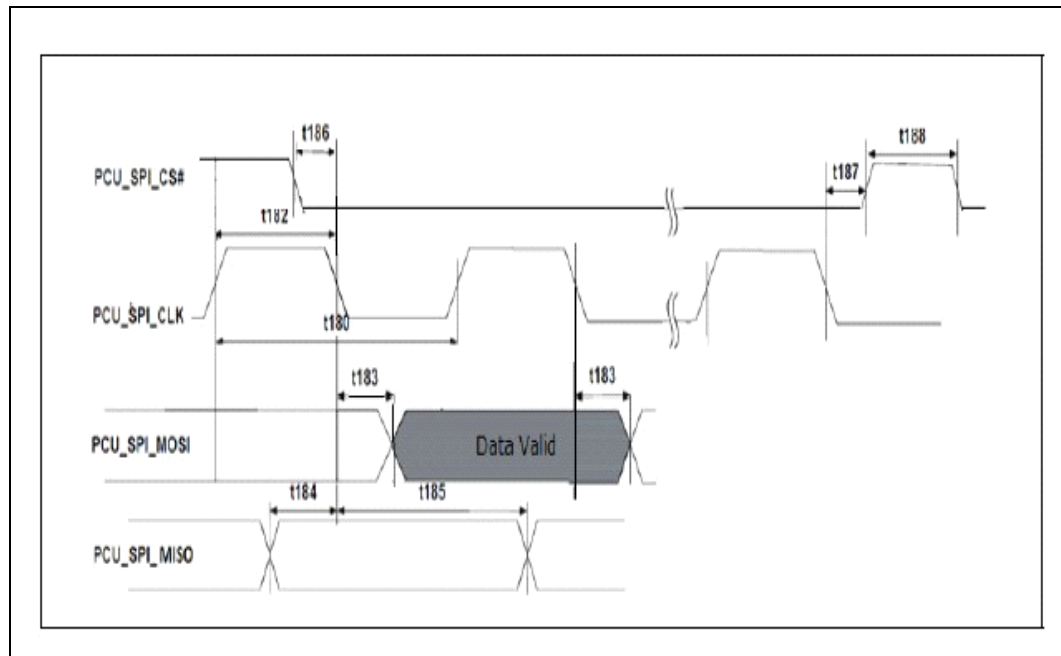 t186
t188
PCU_SPI_CS#
t187
t182
PCU_SPI_CLK
t180
t183
t183
PCU_SPI_MOSI
Data Valid
t184
t185
PCU_SPI_MISO